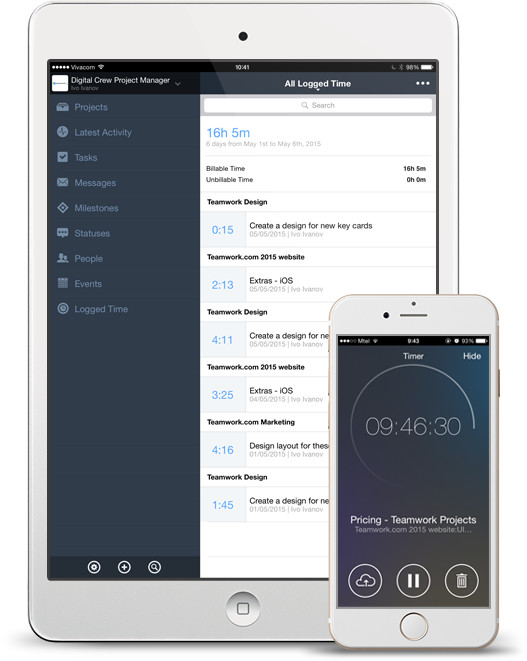 Vivacom
10:41
98%
Digital Crew Project Manager
Ivo Ivanov
Projects
Latest Activity
Tasks
Messages
Milestones
Statuses
People
Events
Logged Time
All Logged Time
Search
16h 5m
6 days from May 1st to May 6th, 2015
Billable Time 16h 5m
Unbillable Time 0h 0m
Teamwork Design
0:15 Create a design for new key cards
05/05/2015 | Ivo Ivanov
Teamwork.com 2015 website
2:13 Extras - iOS
05/05/2015 | Ivo Ivanov
Teamwork Design
4:11 Create a design for ne
05/05/2015 | Ivo Ivanov
Teamwork.com 2015 website
3:25 Extras - iOS
04/05/2015 | Ivo Ivanov
Teamwork.com Marketing
4:16 Design layout for these
01/05/2015 | Ivo Ivanov
Teamwork Design
1:45 Create a design for ne
01/05/2015 | Ivo Ivanov
Mtel
9:43
93%
Timer
Hide
09:46:30
Pricing - Teamwork Projects
Teamwork.com 2015 website:UI...